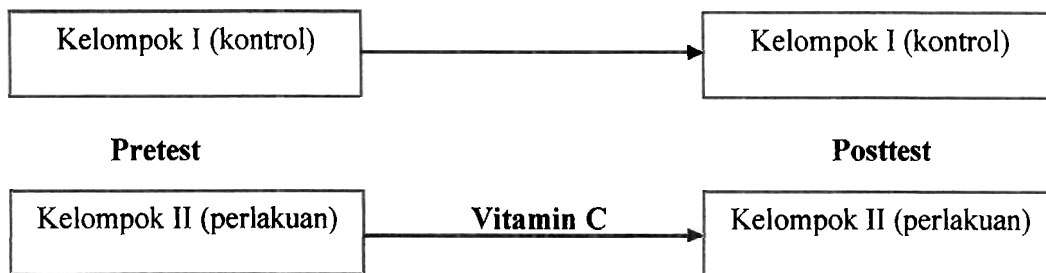 Kelompok I (kontrol)
Kelompok I (kontrol)
Pretest
Posttest
Kelompok II (perlakuan)
Vitamin C
Kelompok II (perlakuan)